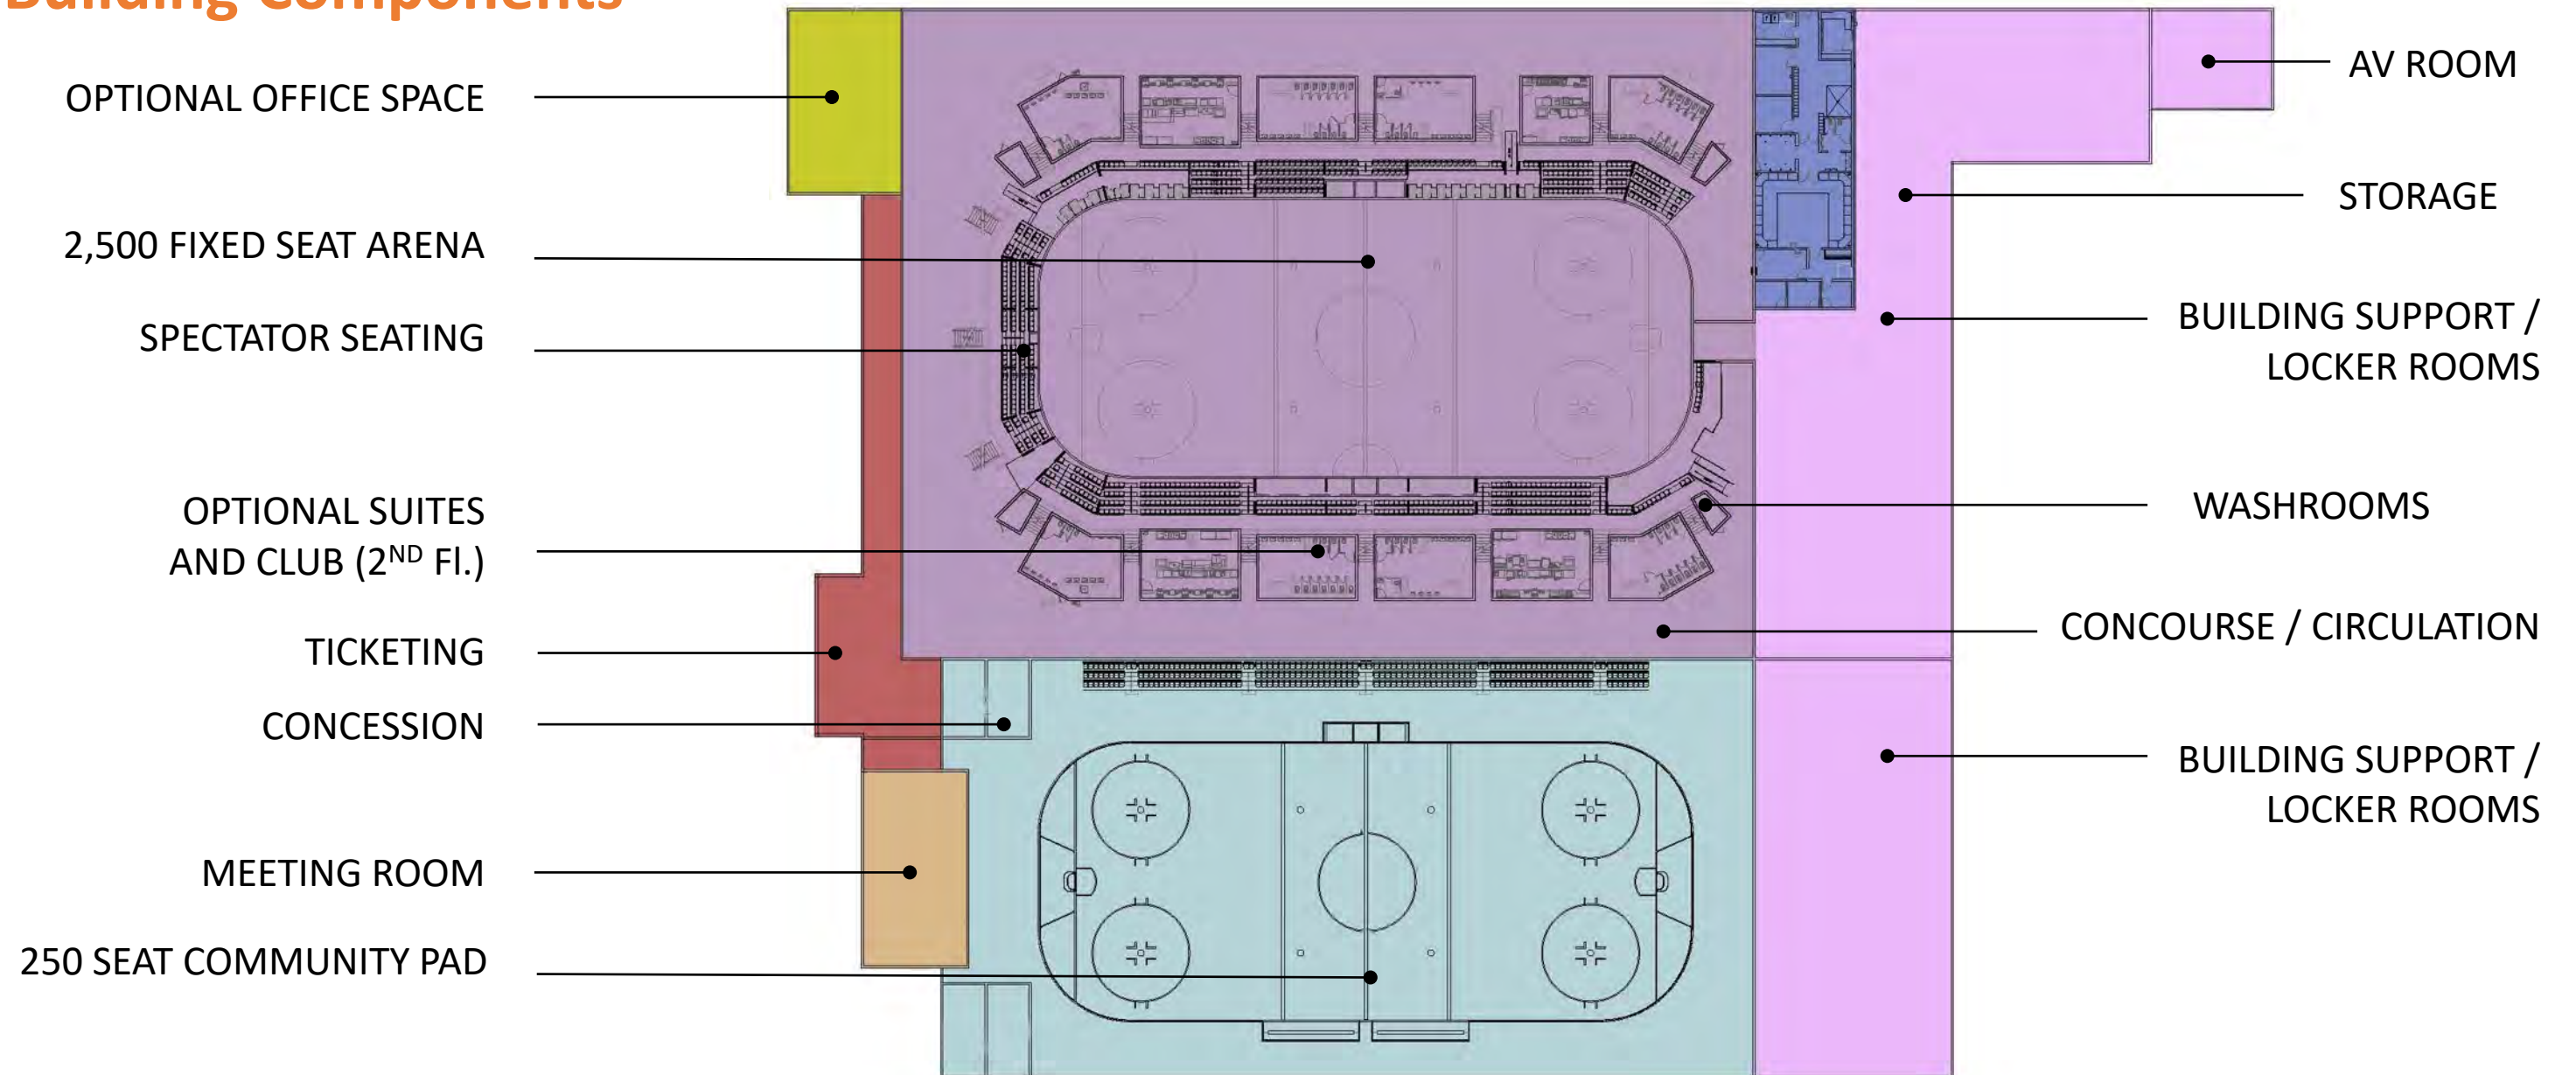 Building Components
OPTIONAL OFFICE SPACE
2,500 FIXED SEAT ARENA
SPECTATOR SEATING
OPTIONAL SUITES
AND CLUB (2ND Fl.)
TICKETING
CONCESSION
MEETING ROOM
250 SEAT COMMUNITY PAD
AV ROOM
STORAGE
BUILDING SUPPORT /
LOCKER ROOMS
WASHROOMS
CONCOURSE / CIRCULATION
BUILDING SUPPORT /
LOCKER ROOMS